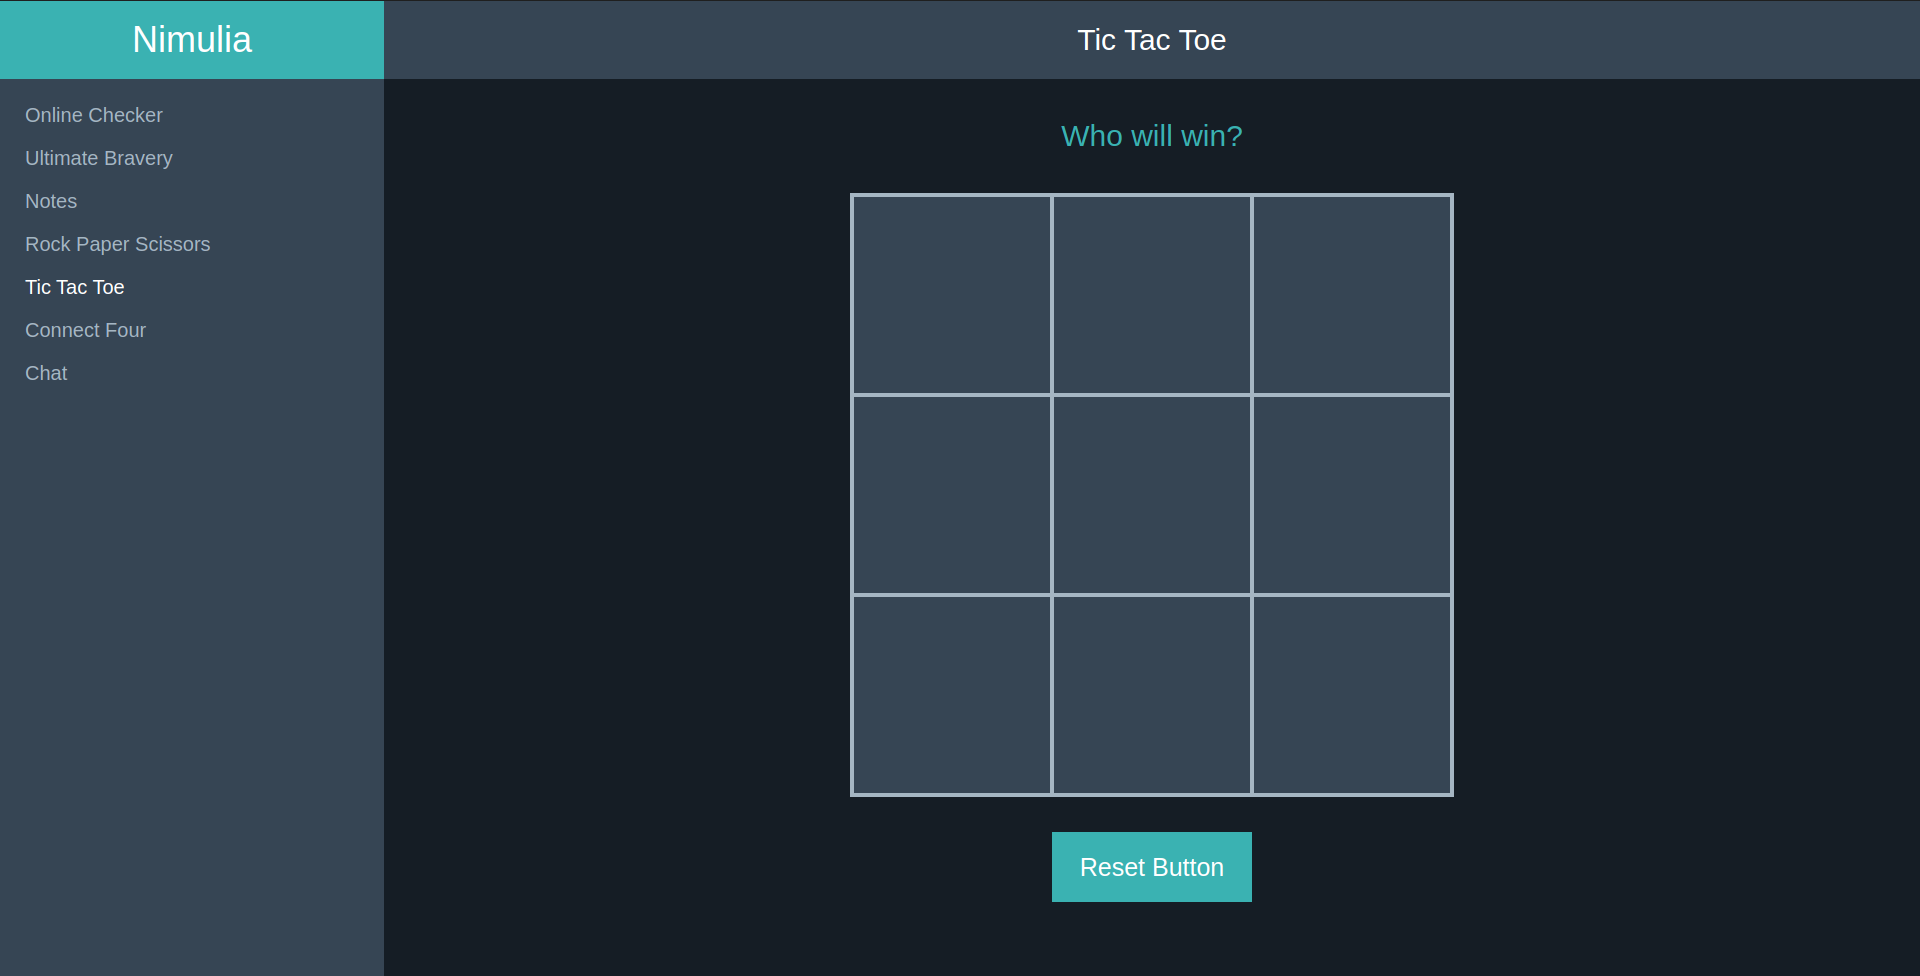 Nimulia
Tic Tac Toe
Online Checker
Ultimate Bravery
Notes
Rock Paper Scissors
Tic Tac Toe
Connect Four
Chat
Who will win?
Reset Button